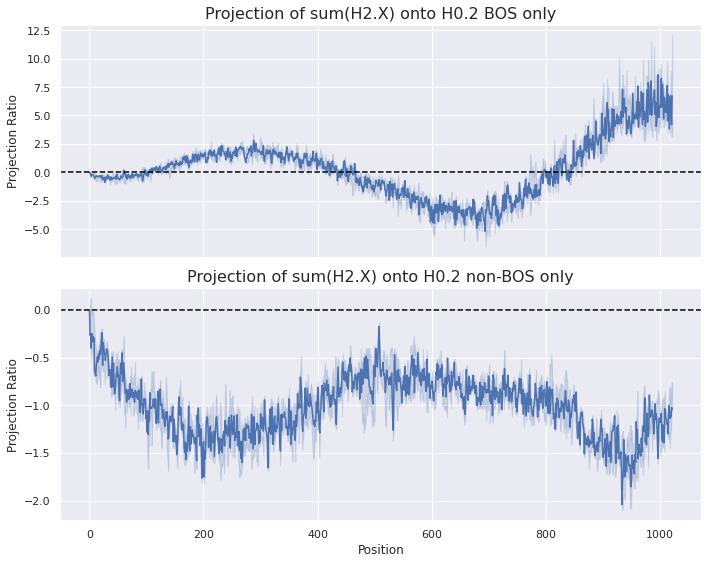 Projection of sum(H2.X) onto H0.2 BOS only
12.5
10.0
7.5
5.0
2.5
0.0
−2.5
−5.0
Projection Ratio
Projection of sum(H2.X) onto H0.2 non-BOS only
0.0
−0.5
−1.0
−1.5
−2.0
Projection Ratio
0 200 400 600 800 1000
Position